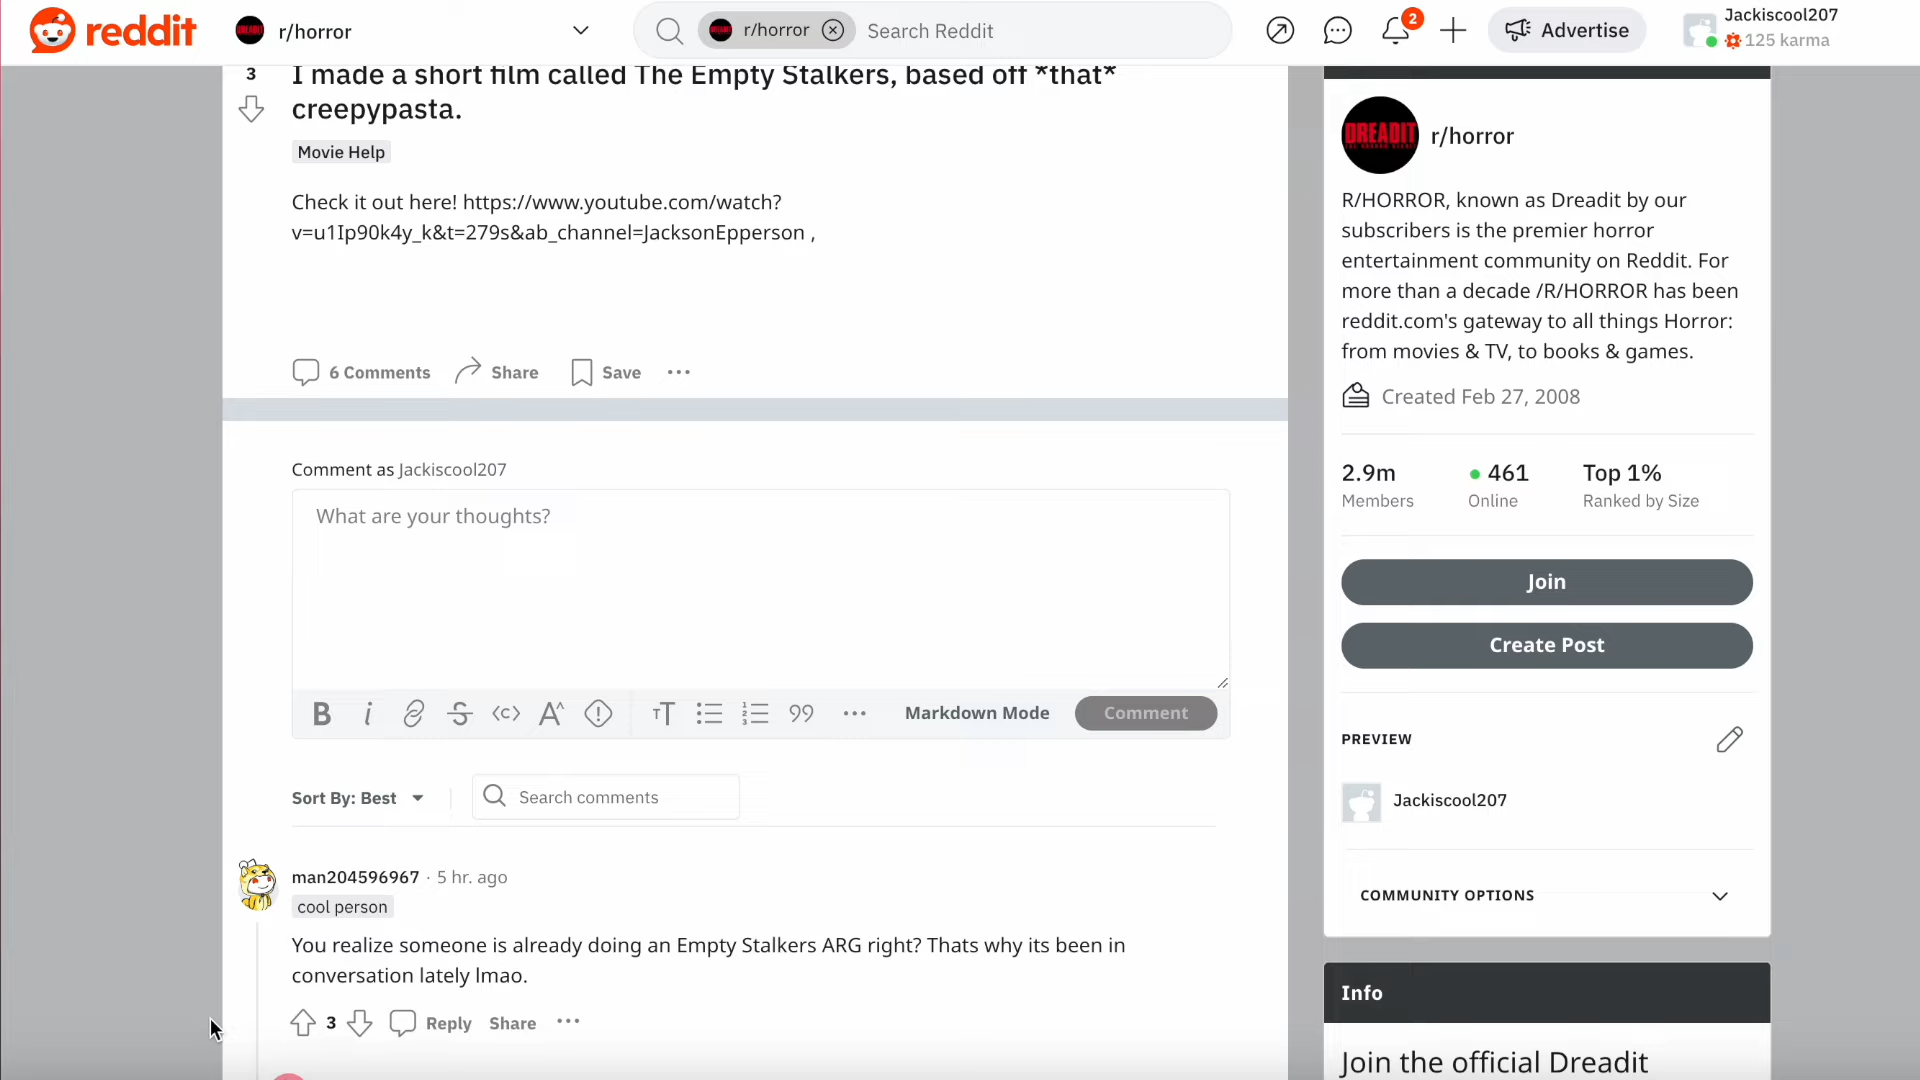 reddit
r/horror
r/horror
Search Reddit
2
Advertise
Jackiscool207
125 karma
3
I made a short film called The Empty Stalkers, based off *that*
creepypasta.
Movie Help
Check it out here! https://www.youtube.com/watch?
v=u1Ip90k4y_k&t=279s&ab_channel=JacksonEpperson ,
6 Comments
Share
Save
Comment as Jackiscool207
What are your thoughts?
Markdown Mode
Comment
Sort By: Best
Search comments
man204596967 · 5 hr. ago
cool person
You realize someone is already doing an Empty Stalkers ARG right? Thats why its been in
conversation lately lmao.
3
Reply
Share
DREADIT
r/horror
R/HORROR, known as Dreadit by our
subscribers is the premier horror
entertainment community on Reddit. For
more than a decade /R/HORROR has been
reddit.com's gateway to all things Horror:
from movies & TV, to books & games.
Created Feb 27, 2008
2.9m
Members
461
Online
Top 1%
Ranked by Size
Join
Create Post
PREVIEW
Jackiscool207
COMMUNITY OPTIONS
Info
Join the official Dreadit